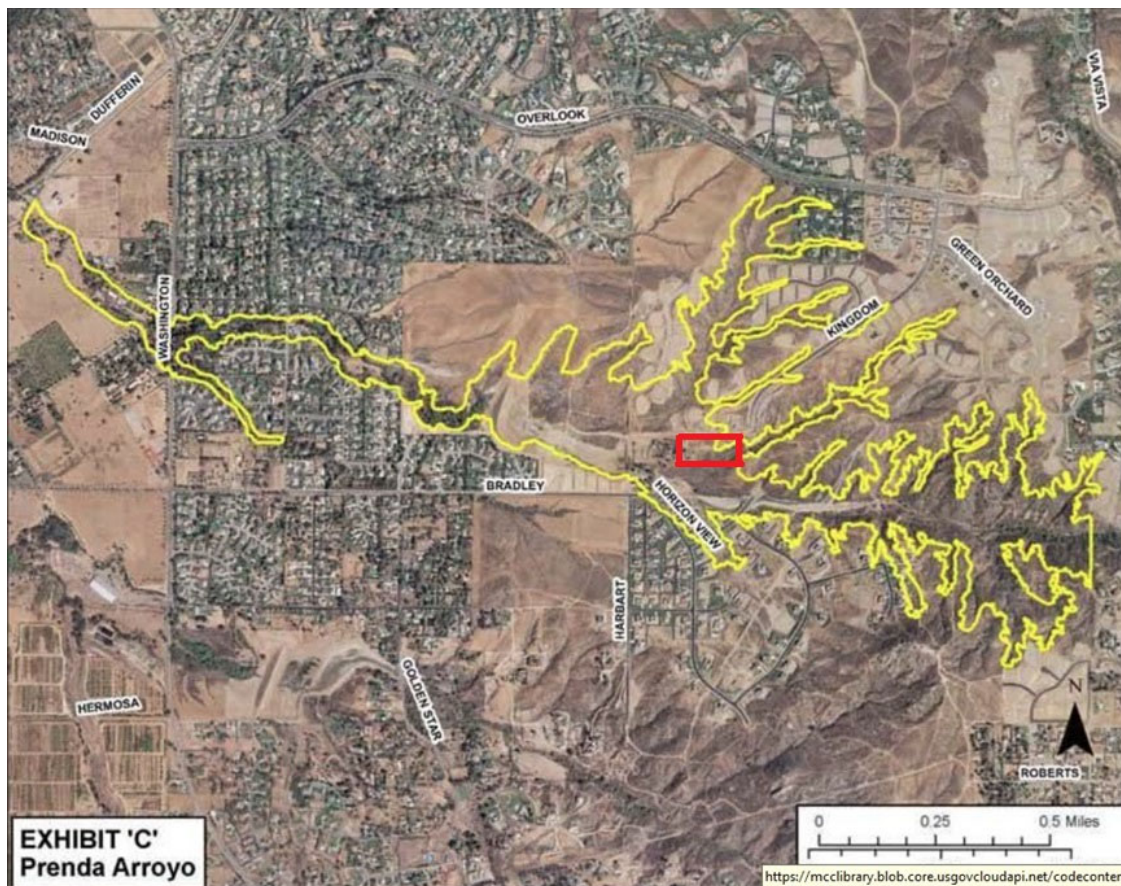 VIA VISTA
OVERLOOK
DUFFERIN
MADISON
GREEN ORCHARD
WASHINGTON
KINGDOM
BRADLEY
HORIZON VIEW
HARBART
GOLDEN STAR
HERMOSA
N
ROBERTS
EXHIBIT 'C'
Prenda Arroyo
0 0.25 0.5 Miles
https://mcclibrary.blob.core.usgovcloudapi.net/codeconter